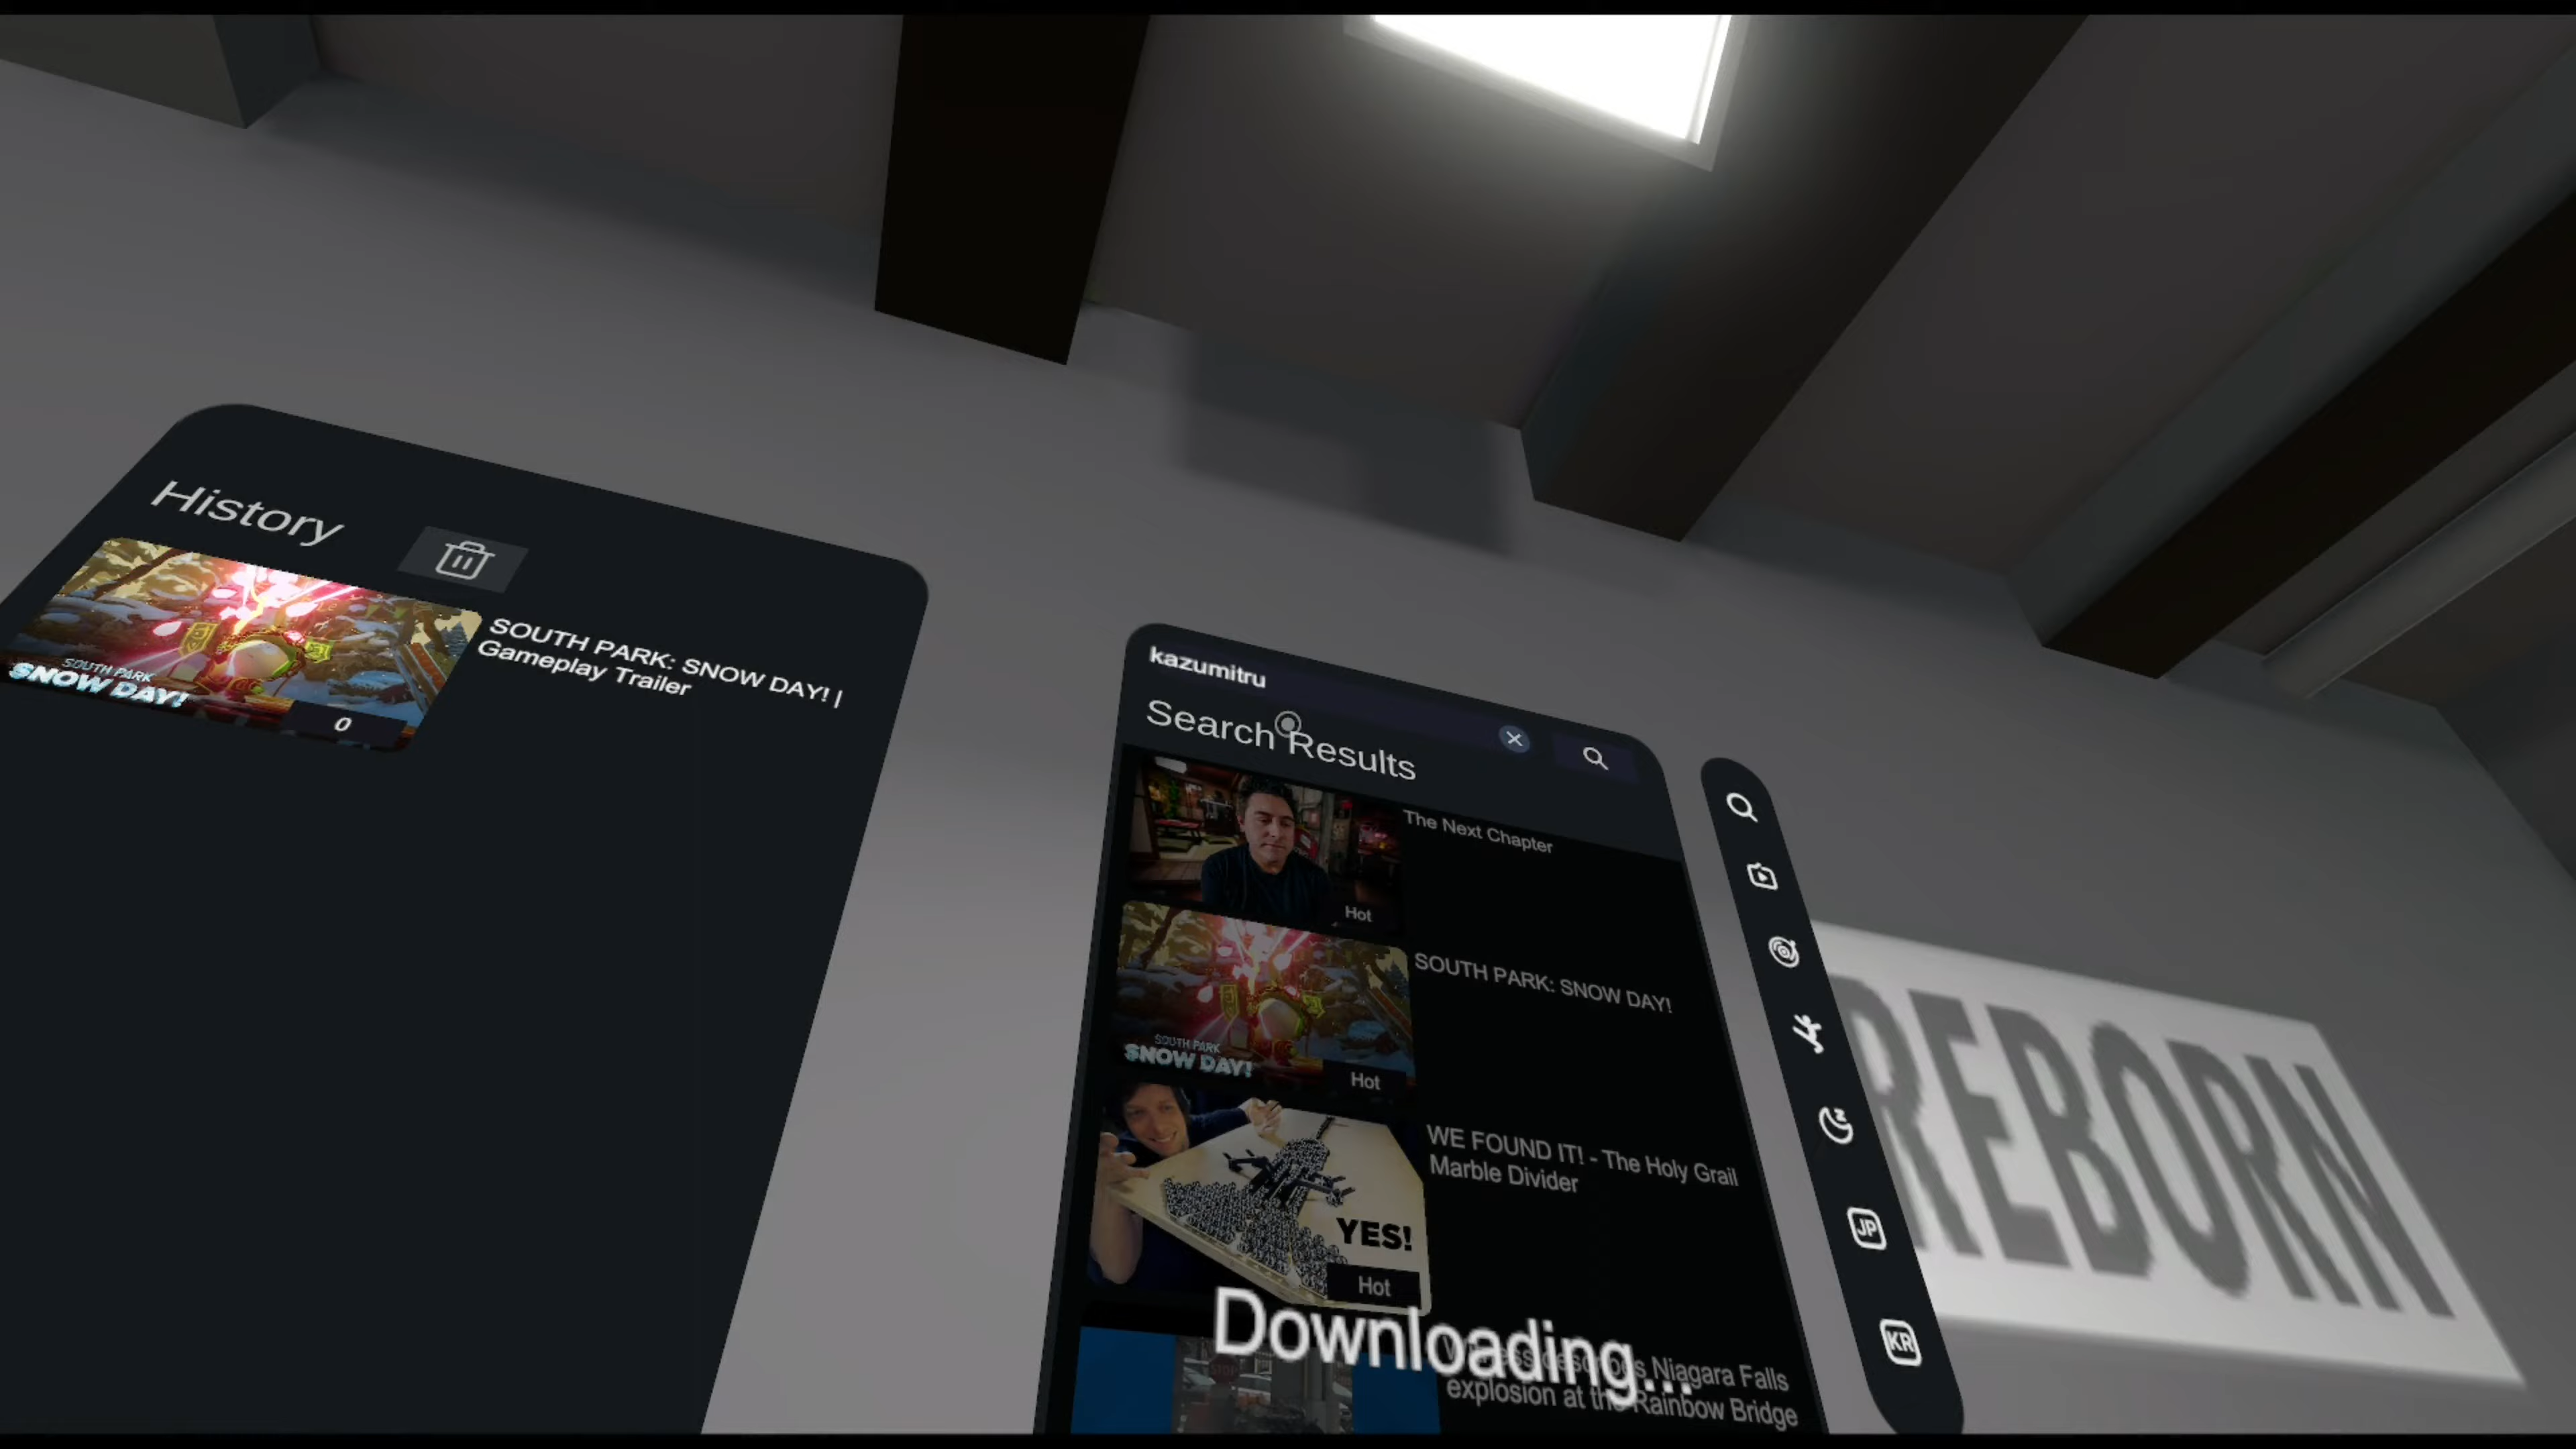 History
SOUTH PARK: SNOW DAY! |
Gameplay Trailer
SOUTH PARK
SNOW DAY!
0
kazumitru
Search Results
The Next Chapter
Hot
SOUTH PARK: SNOW DAY!
SOUTH PARK
SNOW DAY!
Hot
WE FOUND IT! - The Holy Grail
Marble Divider
YES!
Hot
Downloading...
Witness describes Niagara Falls
explosion at the Rainbow Bridge
JP
KR
REBORN